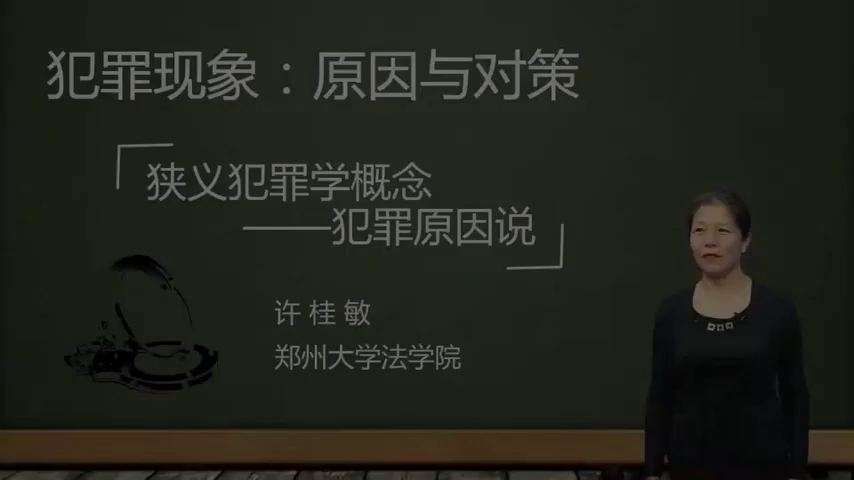 犯罪现象：原因与对策
狭义犯罪学概念
——犯罪原因说
许桂敏
郑州大学法学院